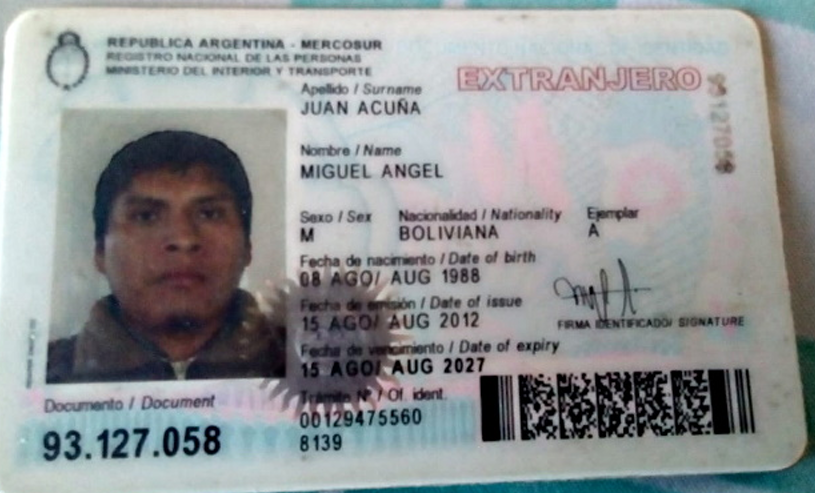 REPUBLICA ARGENTINA - MERCOSUR
REGISTRO NACIONAL DE LAS PERSONAS
MINISTERIO DEL INTERIOR Y TRANSPORTE
EXTRANJERO
Apellido / Surname
JUAN ACUÑA
Nombre / Name
MIGUEL ANGEL
Sexo / Sex Nacionalidad / Nationality Ejemplar
M BOLIVIANA A
Fecha de nacimiento / Date of birth
08 AGO/ AUG 1988
Fecha de emisión / Date of issue
15 AGO/ AUG 2012
FIRMA IDENTIFICADO/ SIGNATURE
Fecha de vencimiento / Date of expiry
15 AGO/ AUG 2027
Documento / Document
93.127.058
Trámite Nº / Of. ident.
00129475560
8139